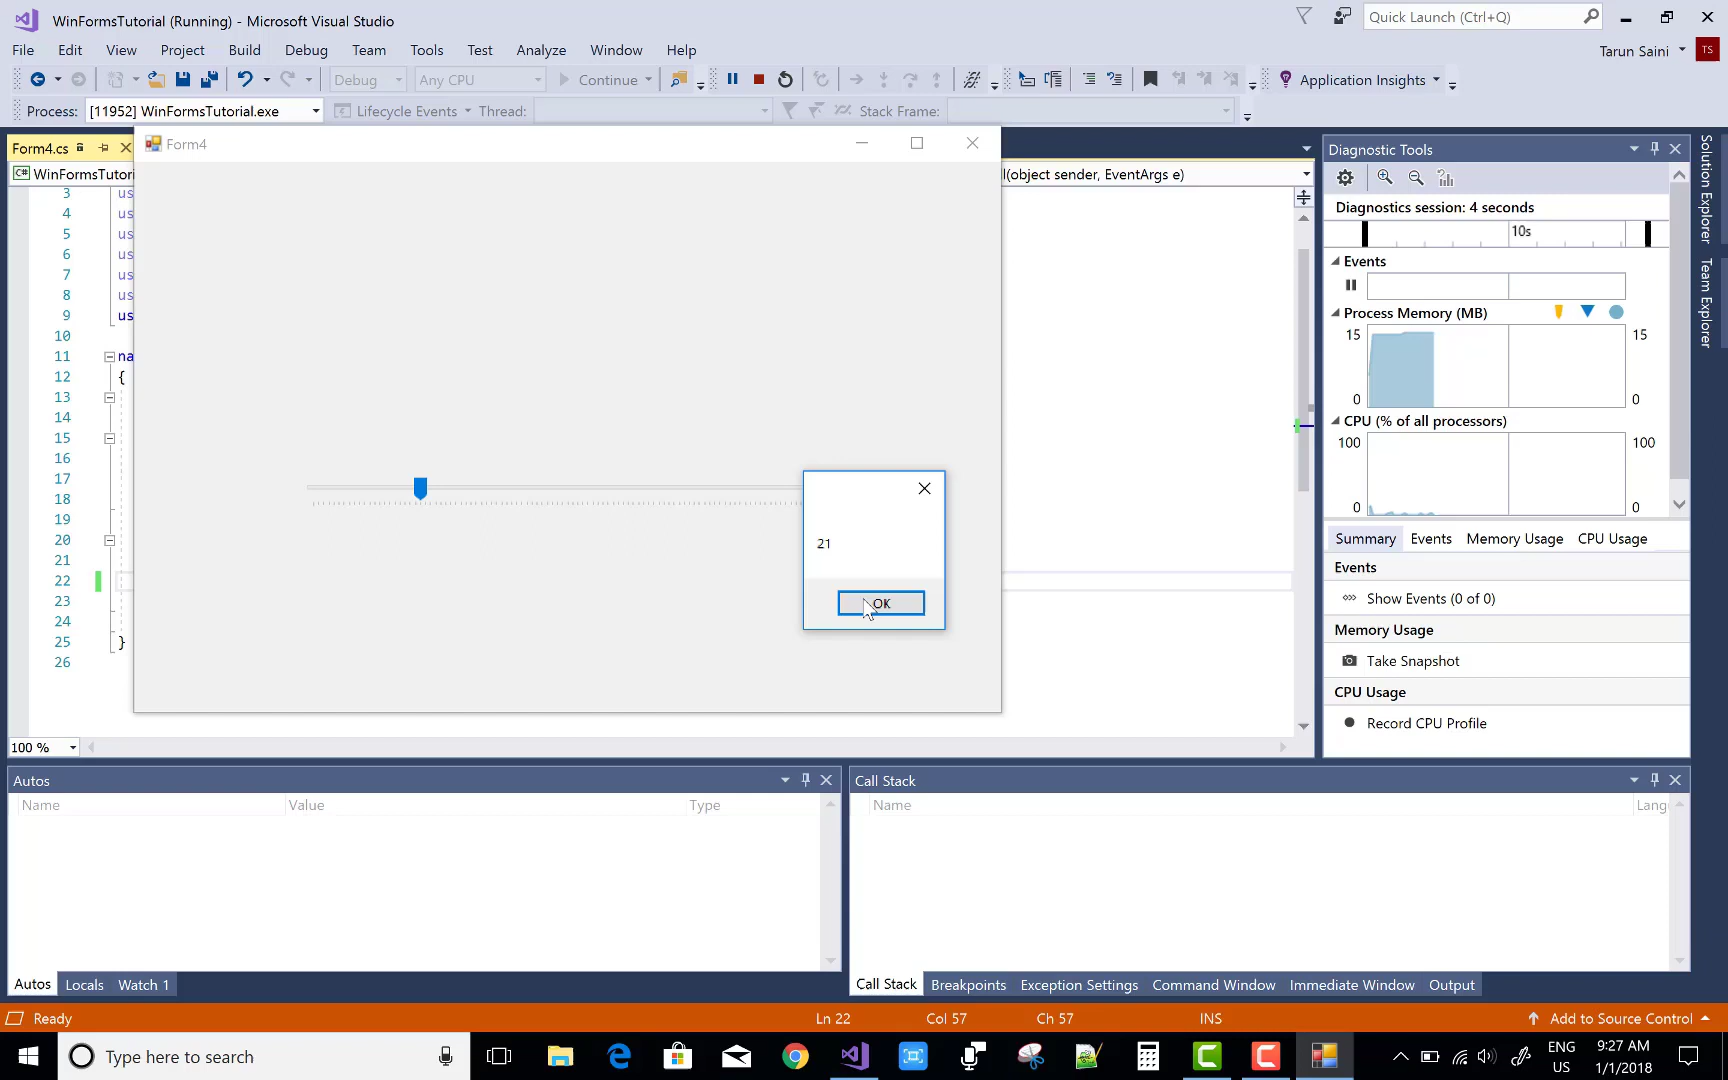 WinFormsTutorial (Running) - Microsoft Visual Studio
Quick Launch (Ctrl+Q)
File Edit View Project Build Debug Team Tools Test Analyze Window Help
Tarun Saini TS
Debug Any CPU Continue Application Insights
Process: [11952] WinFormsTutorial.exe Lifecycle Events Thread: Stack Frame:
Form4.cs
Form4
WinFormsTutori
(object sender, EventArgs e)
3 us
4 us
5 us
6 us
7 us
8 us
9 us
10
11 na
12 {
13
14
15
16
17
18
19
20
21
22
23
24
25 }
26
21
OK
100 %
Diagnostic Tools
Diagnostics session: 4 seconds
10s
Events
Process Memory (MB)
15 15
0 0
CPU (% of all processors)
100 100
0 0
Summary Events Memory Usage CPU Usage
Events
Show Events (0 of 0)
Memory Usage
Take Snapshot
CPU Usage
Record CPU Profile
Solution Explorer
Team Explorer
Autos
Name Value Type
Autos Locals Watch 1
Call Stack
Name Lang
Call Stack Breakpoints Exception Settings Command Window Immediate Window Output
Ready Ln 22 Col 57 Ch 57 INS Add to Source Control
Type here to search
ENG
US
9:27 AM
1/1/2018